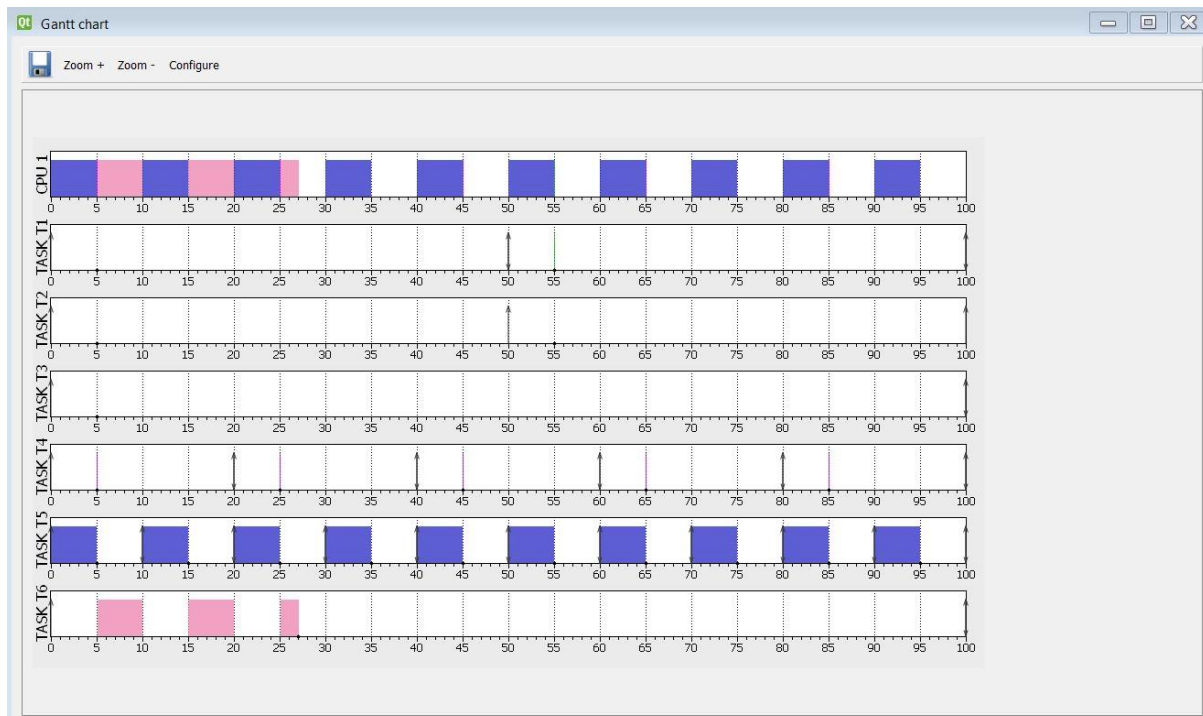 Qt Gantt chart
Zoom + Zoom - Configure
CPU 1
0 5 10 15 20 25 30 35 40 45 50 55 60 65 70 75 80 85 90 95 100
TASK T1
0 5 10 15 20 25 30 35 40 45 50 55 60 65 70 75 80 85 90 95 100
TASK T2
0 5 10 15 20 25 30 35 40 45 50 55 60 65 70 75 80 85 90 95 100
TASK T3
0 5 10 15 20 25 30 35 40 45 50 55 60 65 70 75 80 85 90 95 100
TASK T4
0 5 10 15 20 25 30 35 40 45 50 55 60 65 70 75 80 85 90 95 100
TASK T5
0 5 10 15 20 25 30 35 40 45 50 55 60 65 70 75 80 85 90 95 100
TASK T6
0 5 10 15 20 25 30 35 40 45 50 55 60 65 70 75 80 85 90 95 100